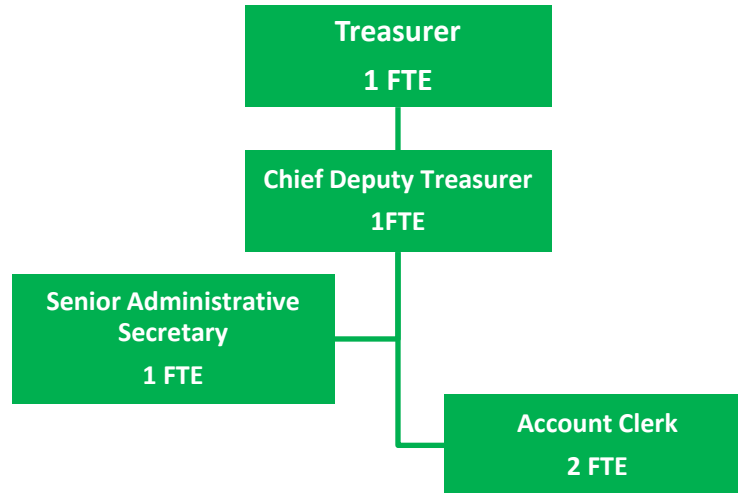 Treasurer
1 FTE
Chief Deputy Treasurer
1FTE
Senior Administrative
Secretary
1 FTE
Account Clerk
2 FTE